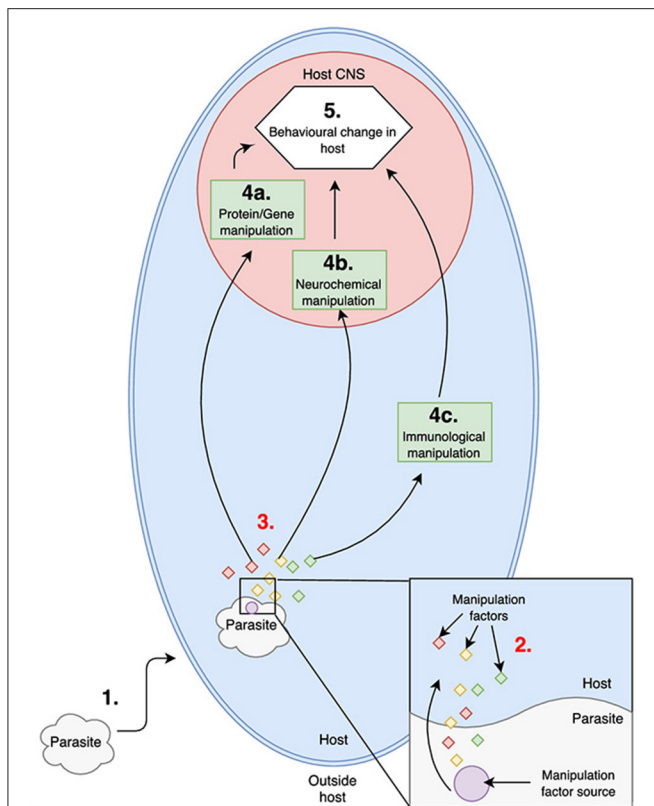 Host CNS
5.
Behavioural change in
host
4a.
Protein/Gene
manipulation
4b.
Neurochemical
manipulation
4c.
Immunological
manipulation
3.
Parasite
1.
Parasite
Host
Outside
host
Manipulation
factors
2.
Host
Parasite
Manipulation
factor source